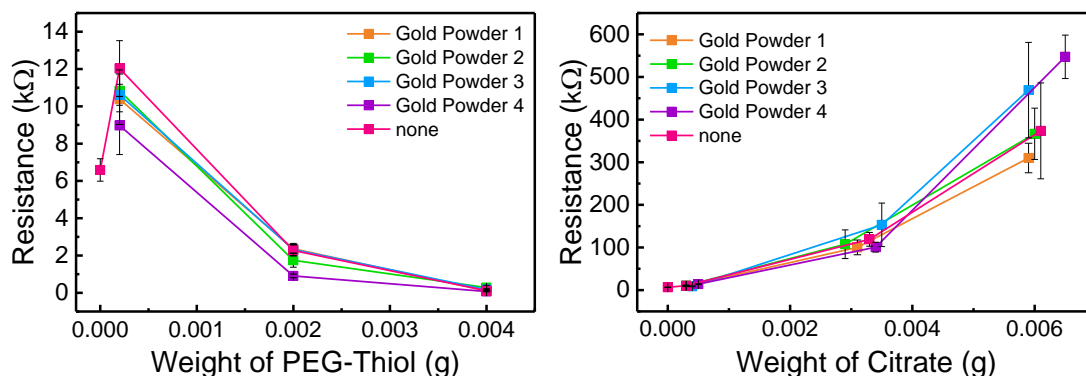 Resistance (kΩ)
14
12
10
8
6
4
2
0
Gold Powder 1
Gold Powder 2
Gold Powder 3
Gold Powder 4
none
0.000 0.001 0.002 0.003 0.004
Weight of PEG-Thiol (g)
Resistance (kΩ)
600
500
400
300
200
100
0
Gold Powder 1
Gold Powder 2
Gold Powder 3
Gold Powder 4
none
0.000 0.002 0.004 0.006
Weight of Citrate (g)